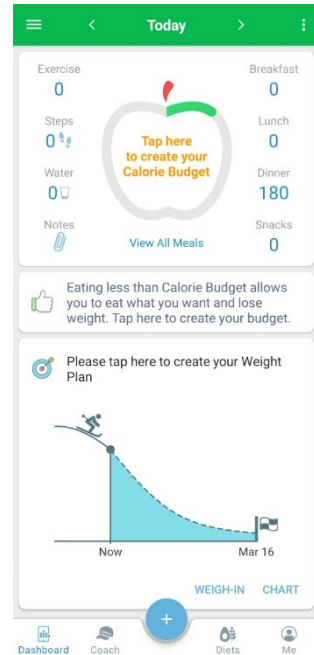 Today
Exercise
0
Breakfast
0
Steps
0
Lunch
0
Tap here
to create your
Calorie Budget
Water
0
Dinner
180
Notes
View All Meals
Snacks
0
Eating less than Calorie Budget allows
you to eat what you want and lose
weight. Tap here to create your budget.
Please tap here to create your Weight
Plan
Now
Mar 16
WEIGH-IN
CHART
Dashboard
Coach
+
Diets
Me